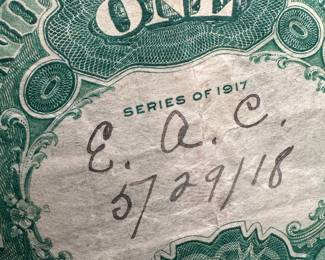 ONE
SERIES OF 1917
E. A. C.
5/29/18